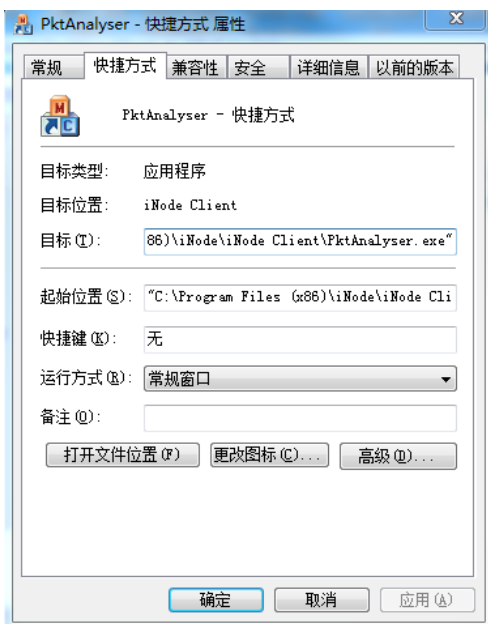 PktAnalyser - 快捷方式 属性
常规 快捷方式 兼容性 安全 详细信息 以前的版本
M
C
PktAnalyser - 快捷方式
目标类型: 应用程序
目标位置: iNode Client
目标(T): 86)\iNode\iNode Client\PktAnalyser.exe"
起始位置(S): "C:\Program Files (x86)\iNode\iNode Cli
快捷键(K): 无
运行方式(R): 常规窗口
备注(O):
打开文件位置(F) 更改图标(C)... 高级(D)...
确定 取消 应用(A)